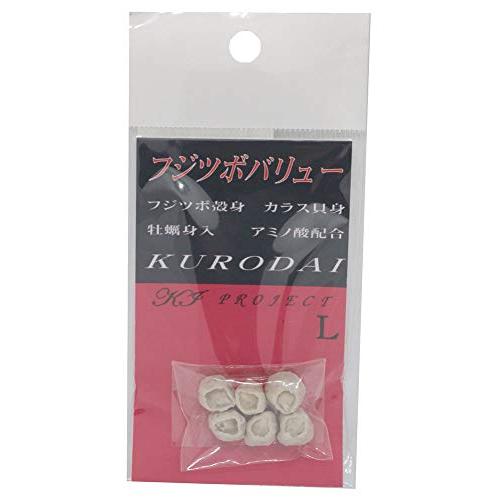 フジツボバリュー
フジツボ殻身 カラス貝身
牡蠣身入 アミノ酸配合
KURODAI
KJ PROJECT
L